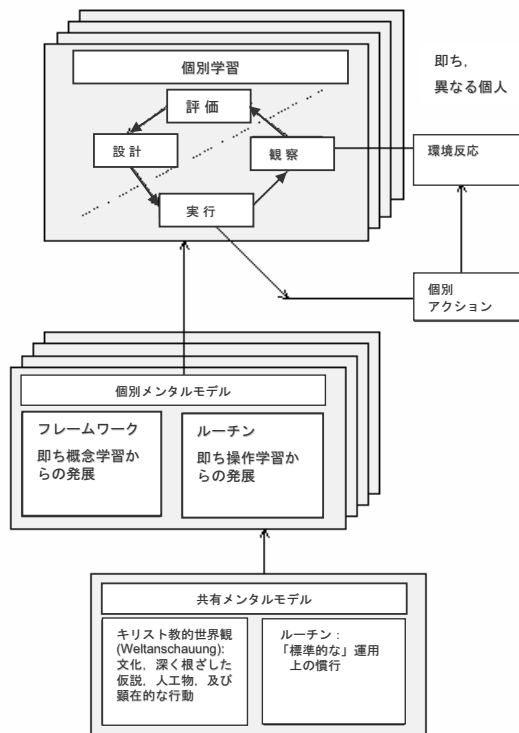 個別学習
即ち,
異なる個人
評価
設計
観察
環境反応
実行
個別
アクション
個別メンタルモデル
フレームワーク
即ち概念学習か
らの発展
ルーチン
即ち操作学習か
らの発展
共有メンタルモデル
キリスト教的世界観
(Weltanschauung):
文化, 深く根ざした
仮説, 人工物, 及び
顕在的な行動
ルーチン：
「標準的な」運用
上の慣行